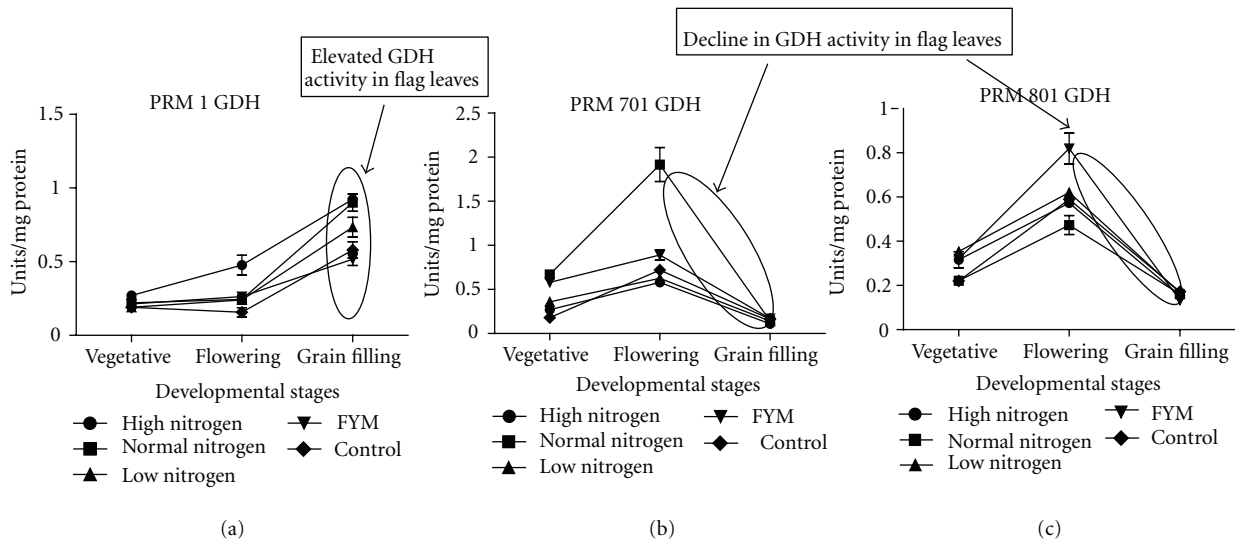 Elevated GDH
activity in flag leaves
Decline in GDH activity in flag leaves
(a)
PRM 1 GDH
1.5
1
0.5
0
Units/mg protein
Vegetative Flowering Grain filling
Developmental stages
High nitrogen FYM
Normal nitrogen Control
Low nitrogen
(a)
(b)
PRM 701 GDH
2.5
2
1.5
1
0.5
0
Units/mg protein
Vegetative Flowering Grain filling
Developmental stages
High nitrogen FYM
Normal nitrogen Control
Low nitrogen
(b)
(c)
PRM 801 GDH
1
0.8
0.6
0.4
0.2
0
Units/mg protein
Vegetative Flowering Grain filling
Developmental stages
High nitrogen FYM
Normal nitrogen Control
Low nitrogen
(c)